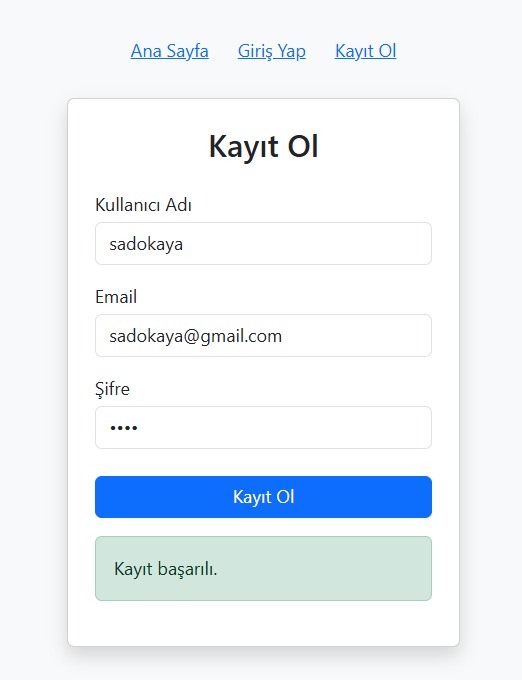 Ana Sayfa Giriş Yap Kayıt Ol
Kayıt Ol
Kullanıcı Adı
sadokaya
Email
sadokaya@gmail.com
Şifre
••••
Kayıt Ol
Kayıt başarılı.